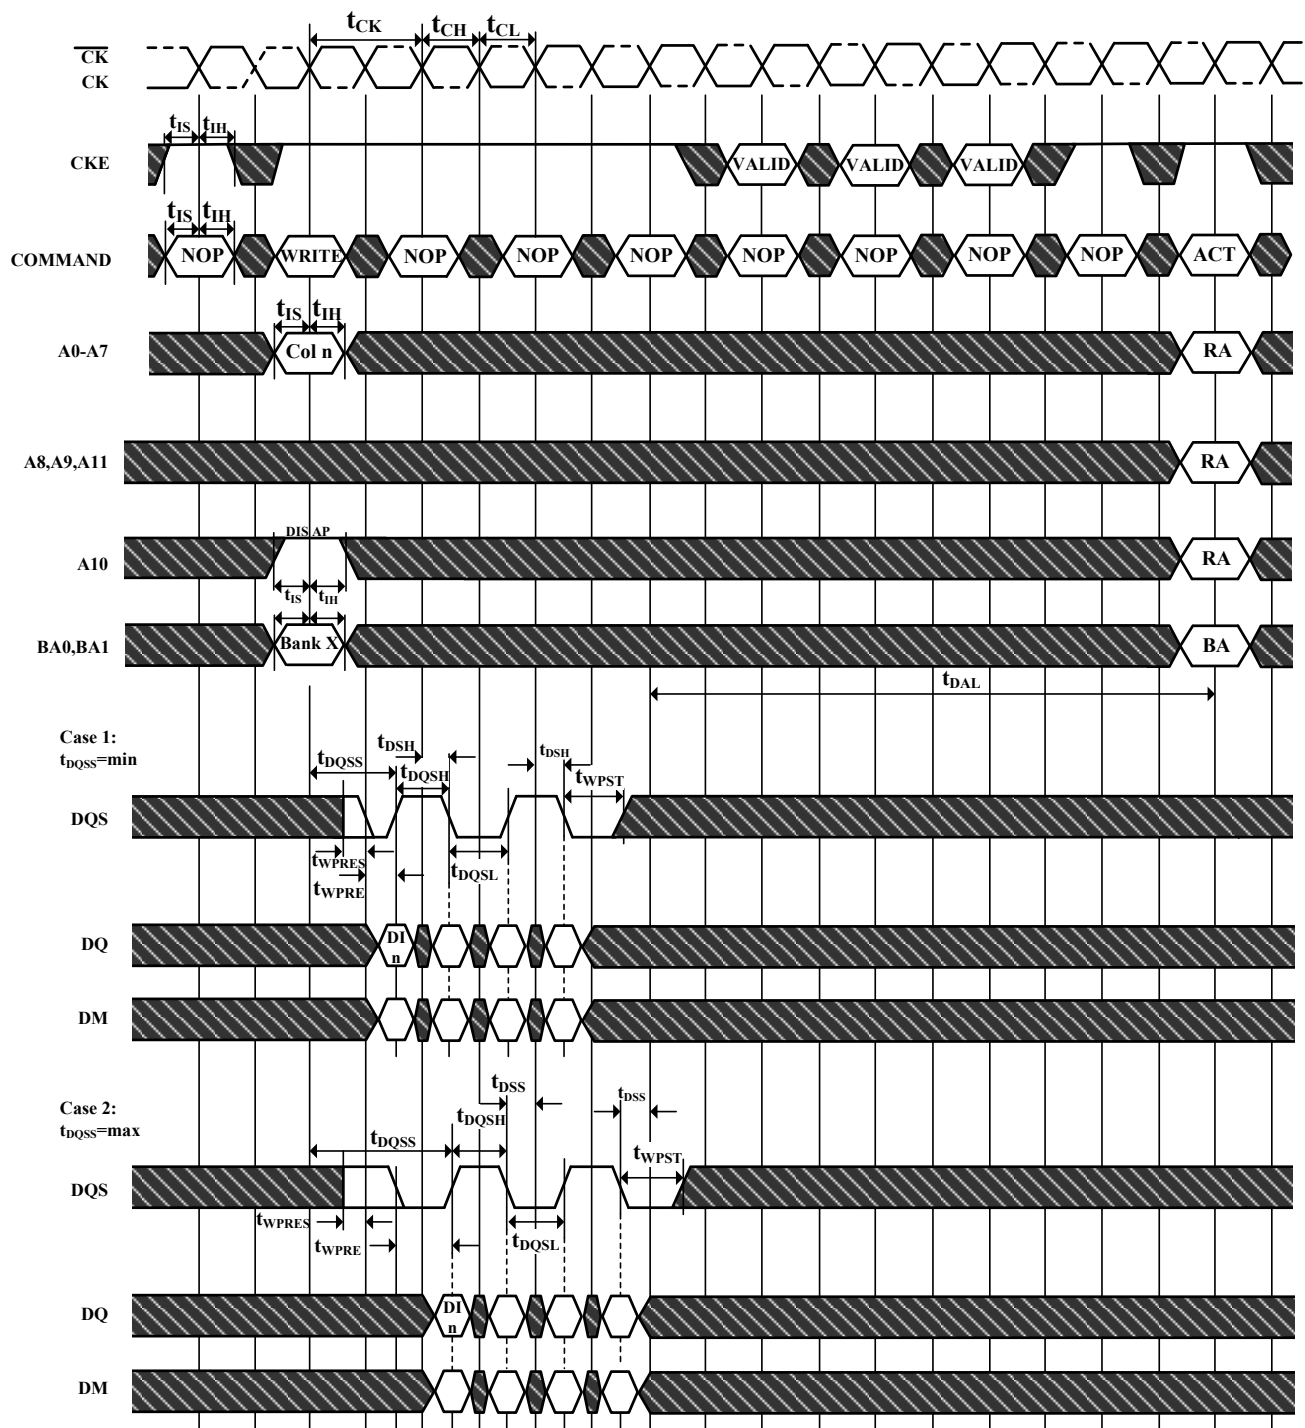 tCK tCH tCL
CK
CK
tIS tIH
CKE VALID VALID VALID
tIS tIH
COMMAND NOP WRITE NOP NOP NOP NOP NOP NOP NOP ACT
tIS tIH
A0-A7 Col n RA
A8,A9,A11 RA
DIS AP
A10 RA
tIS tIH
BA0,BA1 Bank X BA
tDAL
Case 1:
tDQSS=min
tDSH tDSH
tDQSS tDQSH tWPST
DQS
tWPRES
tDQSL
tWPRE
DQ DI
n
DM
Case 2:
tDQSS=max
tDSS tDSS
tDQSH
tDQSS
tWPST
DQS
tWPRES
tWPRE tDQSL
DQ DI
n
DM